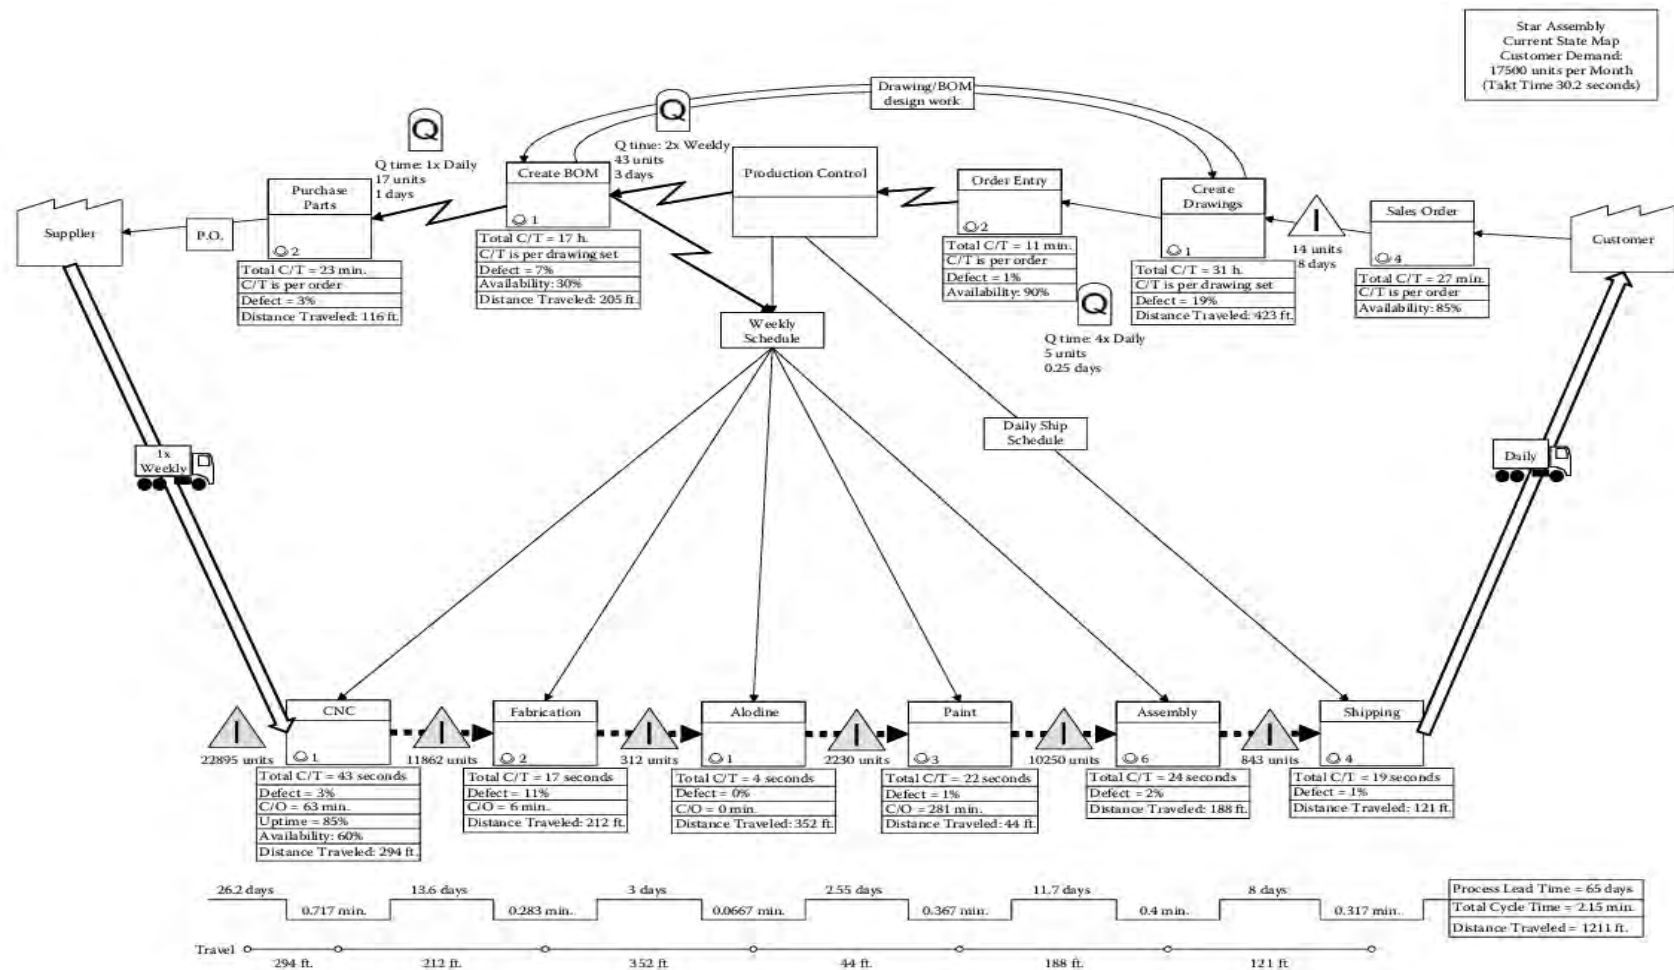 Star Assembly
Current State Map
Customer Demand:
17500 units per Month
(Takt Time 30.2 seconds)
Drawing/BOM
design work
Q
Q time: 1x Daily
17 units
1 days
Q
Q time: 2x Weekly
43 units
3 days
Supplier
P.O.
Purchase
Parts
2
Total C/T = 23 min.
C/T is per order
Defect = 3%
Distance Traveled: 116 ft.
Create BOM
1
Total C/T = 17 h.
C/T is per drawing set
Defect = 7%
Availability: 30%
Distance Traveled: 205 ft.
Production Control
Order Entry
2
Total C/T = 11 min.
C/T is per order
Defect = 1%
Availability: 90%
Q
Q time: 4x Daily
5 units
0.25 days
Create
Drawings
1
Total C/T = 31 h.
C/T is per drawing set
Defect = 19%
Distance Traveled: 423 ft.
I
14 units
8 days
Sales Order
4
Total C/T = 27 min.
C/T is per order
Availability: 85%
Customer
Weekly
Schedule
Daily Ship
Schedule
1x
Weekly
Daily
I
22895 units
CNC
1
Total C/T = 43 seconds
Defect = 3%
C/O = 63 min.
Uptime = 85%
Availability: 60%
Distance Traveled: 294 ft.
I
11862 units
Fabrication
2
Total C/T = 17 seconds
Defect = 11%
C/O = 6 min.
Distance Traveled: 212 ft.
I
312 units
Alodine
1
Total C/T = 4 seconds
Defect = 0%
C/O = 0 min.
Distance Traveled: 352 ft.
I
2230 units
Paint
3
Total C/T = 22 seconds
Defect = 1%
C/O = 281 min.
Distance Traveled: 44 ft.
I
10250 units
Assembly
6
Total C/T = 24 seconds
Defect = 2%
Distance Traveled: 188 ft.
I
843 units
Shipping
4
Total C/T = 19 seconds
Defect = 1%
Distance Traveled: 121 ft.
26.2 days
0.717 min.
13.6 days
0.283 min.
3 days
0.0667 min.
2.55 days
0.367 min.
11.7 days
0.4 min.
8 days
0.317 min.
Process Lead Time = 65 days
Total Cycle Time = 2.15 min.
Distance Traveled = 1211 ft.
Travel
294 ft.
212 ft.
352 ft.
44 ft.
188 ft.
121 ft.